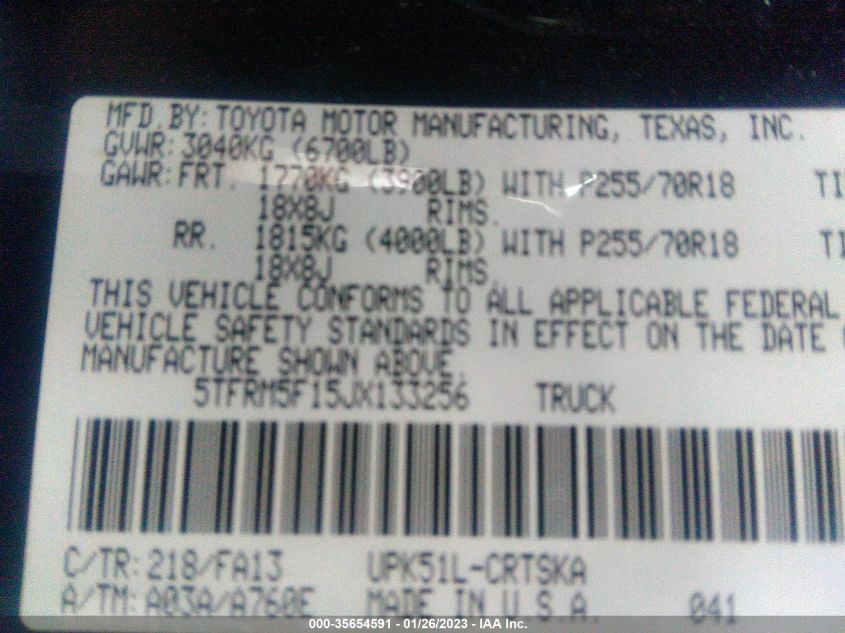 MFD. BY: TOYOTA MOTOR MANUFACTURING, TEXAS, INC.
GVWR: 3040KG (6700LB)
GAWR: FRT. 1770KG (3900LB) WITH P255/70R18 TI
18X8J RIMS.
RR. 1815KG (4000LB) WITH P255/70R18 TI
18X8J RIMS.
THIS VEHICLE CONFORMS TO ALL APPLICABLE FEDERAL
VEHICLE SAFETY STANDARDS IN EFFECT ON THE DATE
MANUFACTURE SHOWN ABOVE.
5TFRM5F15JX133256 TRUCK
C/TR: 218/FA13 UPK51L-CRTSKA
A/TM: A03A/A760E MADE IN U.S.A. 041
000-35654591 - 01/26/2023 - IAA Inc.